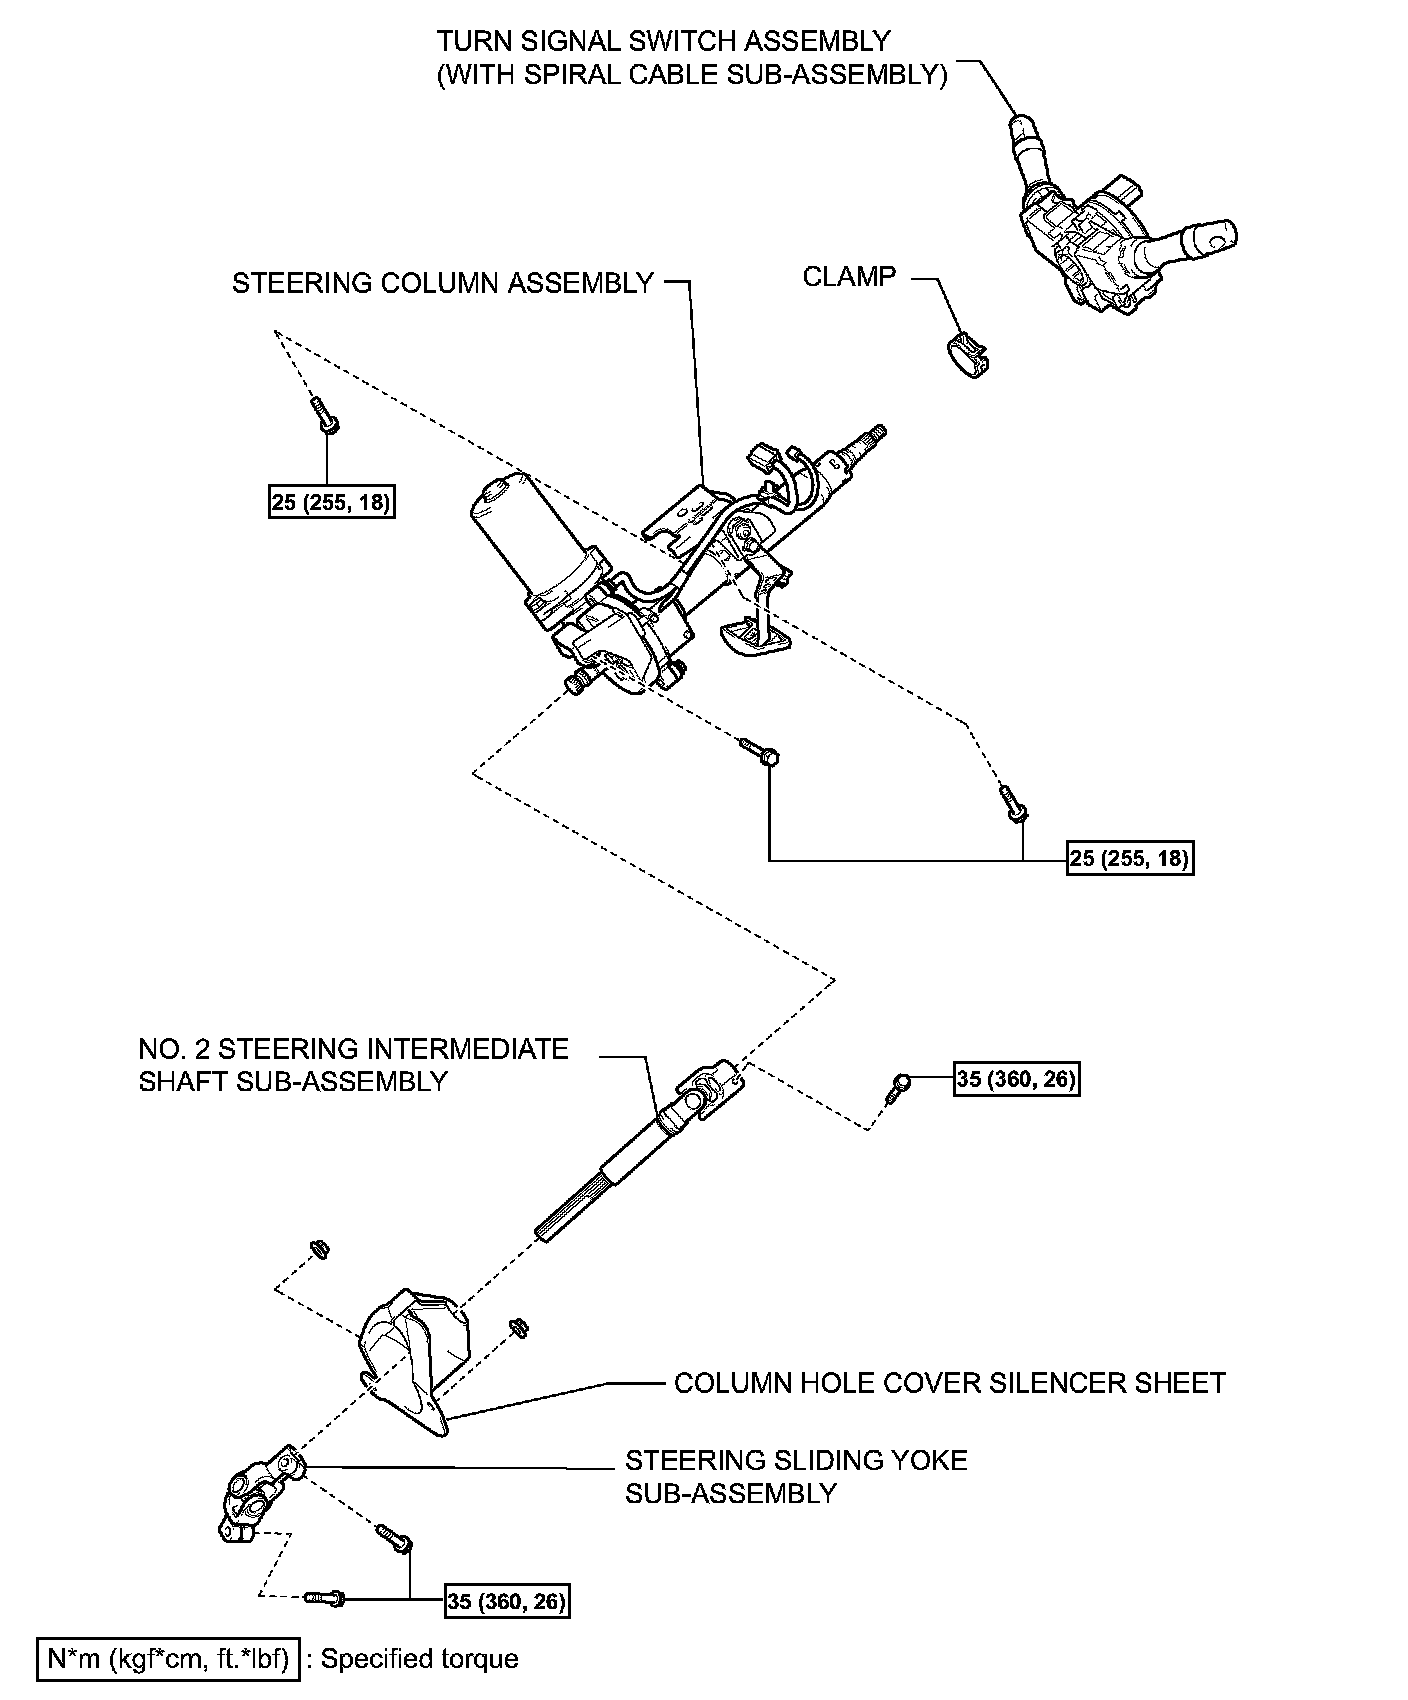 TURN SIGNAL SWITCH ASSEMBLY
(WITH SPIRAL CABLE SUB-ASSEMBLY)
STEERING COLUMN ASSEMBLY
CLAMP
25 (255, 18)
25 (255, 18)
NO. 2 STEERING INTERMEDIATE
SHAFT SUB-ASSEMBLY
35 (360, 26)
COLUMN HOLE COVER SILENCER SHEET
STEERING SLIDING YOKE
SUB-ASSEMBLY
35 (360, 26)
N*m (kgf*cm, ft.*lbf) : Specified torque